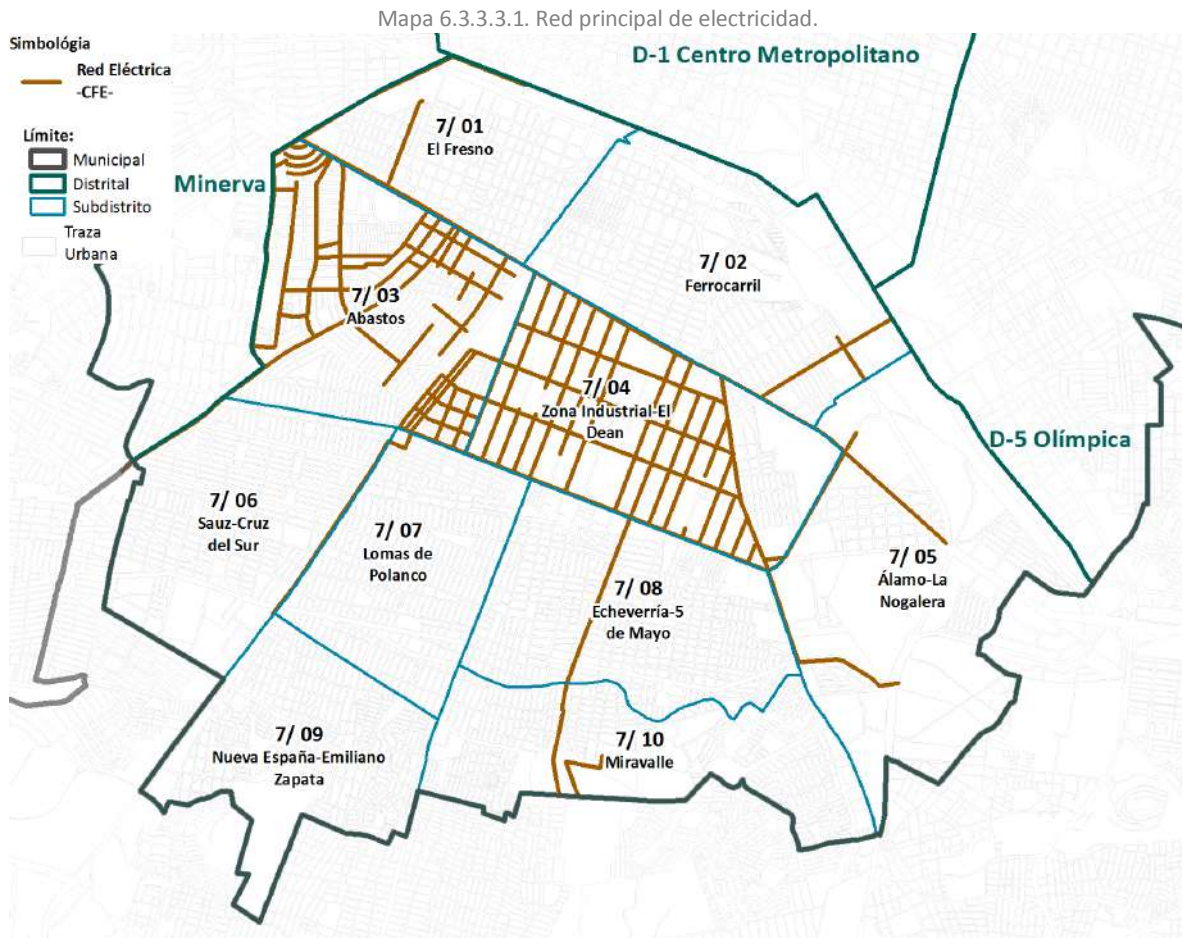 Mapa 6.3.3.3.1. Red principal de electricidad.
Simbológia
Red Eléctrica
-CFE-
Límite:
Municipal
Distrital
Subdistrito
Traza
Urbana
D-1 Centro Metropolitano
Minerva
D-5 Olímpica
7/ 01
El Fresno
7/ 02
Ferrocarril
7/ 03
Abastos
7/ 04
Zona Industrial-El
Dean
7/ 05
Álamo-La
Nogalera
7/ 06
Sauz-Cruz
del Sur
7/ 07
Lomas de
Polanco
7/ 08
Echeverría-5
de Mayo
7/ 09
Nueva España-Emiliano
Zapata
7/ 10
Miravalle